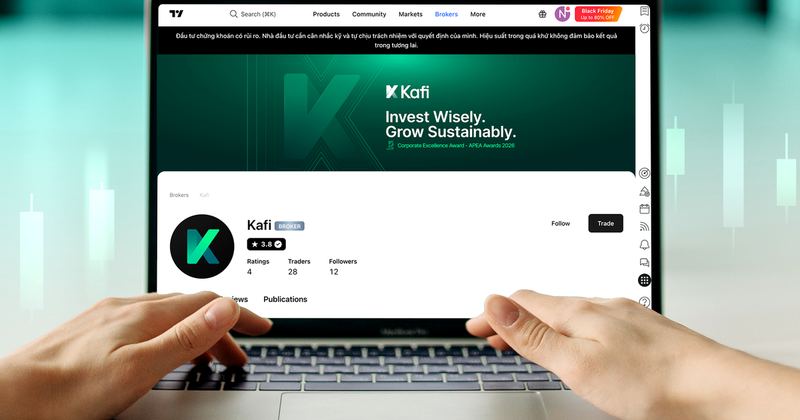 Search (⌘K)
Products Community Markets Brokers More
N
Black Friday
Up to 80% OFF
Đầu tư chứng khoán có rủi ro. Nhà đầu tư cần cân nhắc kỹ và tự chịu trách nhiệm với quyết định của mình. Hiệu suất trong quá khứ không đảm bảo kết quả
trong tương lai.
Kafi
Invest Wisely.
Grow Sustainably.
Corporate Excellence Award - APEA Awards 2026
Brokers Kafi
Kafi BROKER
3.8
Follow Trade
Ratings Traders Followers
4 28 12
Publications